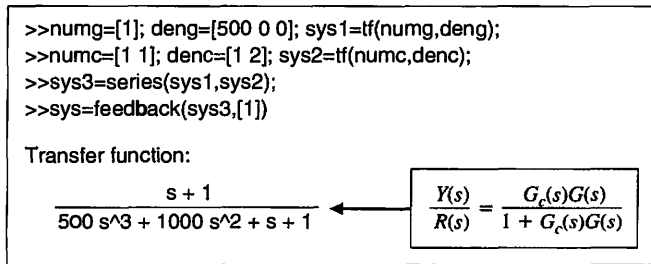 >>numg=[1]; deng=[500 0 0]; sys1=tf(numg,deng);
>>numc=[1 1]; denc=[1 2]; sys2=tf(numc,denc);
>>sys3=series(sys1,sys2);
>>sys=feedback(sys3,[1])
Transfer function:
s + 1
500 s^3 + 1000 s^2 + s + 1
Y(s)/R(s) = G_c(s)G(s)/1 + G_c(s)G(s)